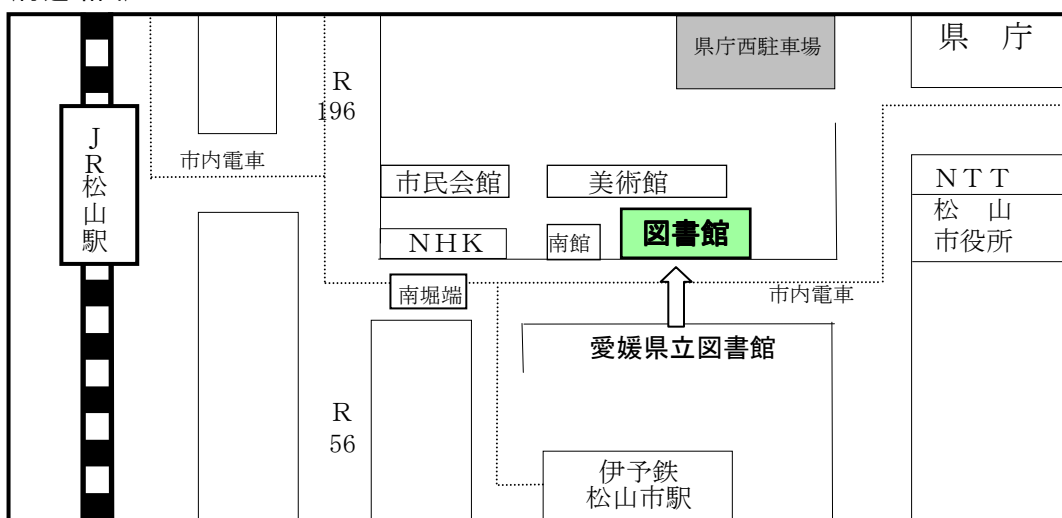 県庁西駐車場
県 庁
R
196
JR松山駅
市内電車
市民会館
美術館
NTT
松 山
市役所
NHK
南館
図書館
南堀端
市内電車
愛媛県立図書館
R
56
伊予鉄
松山市駅